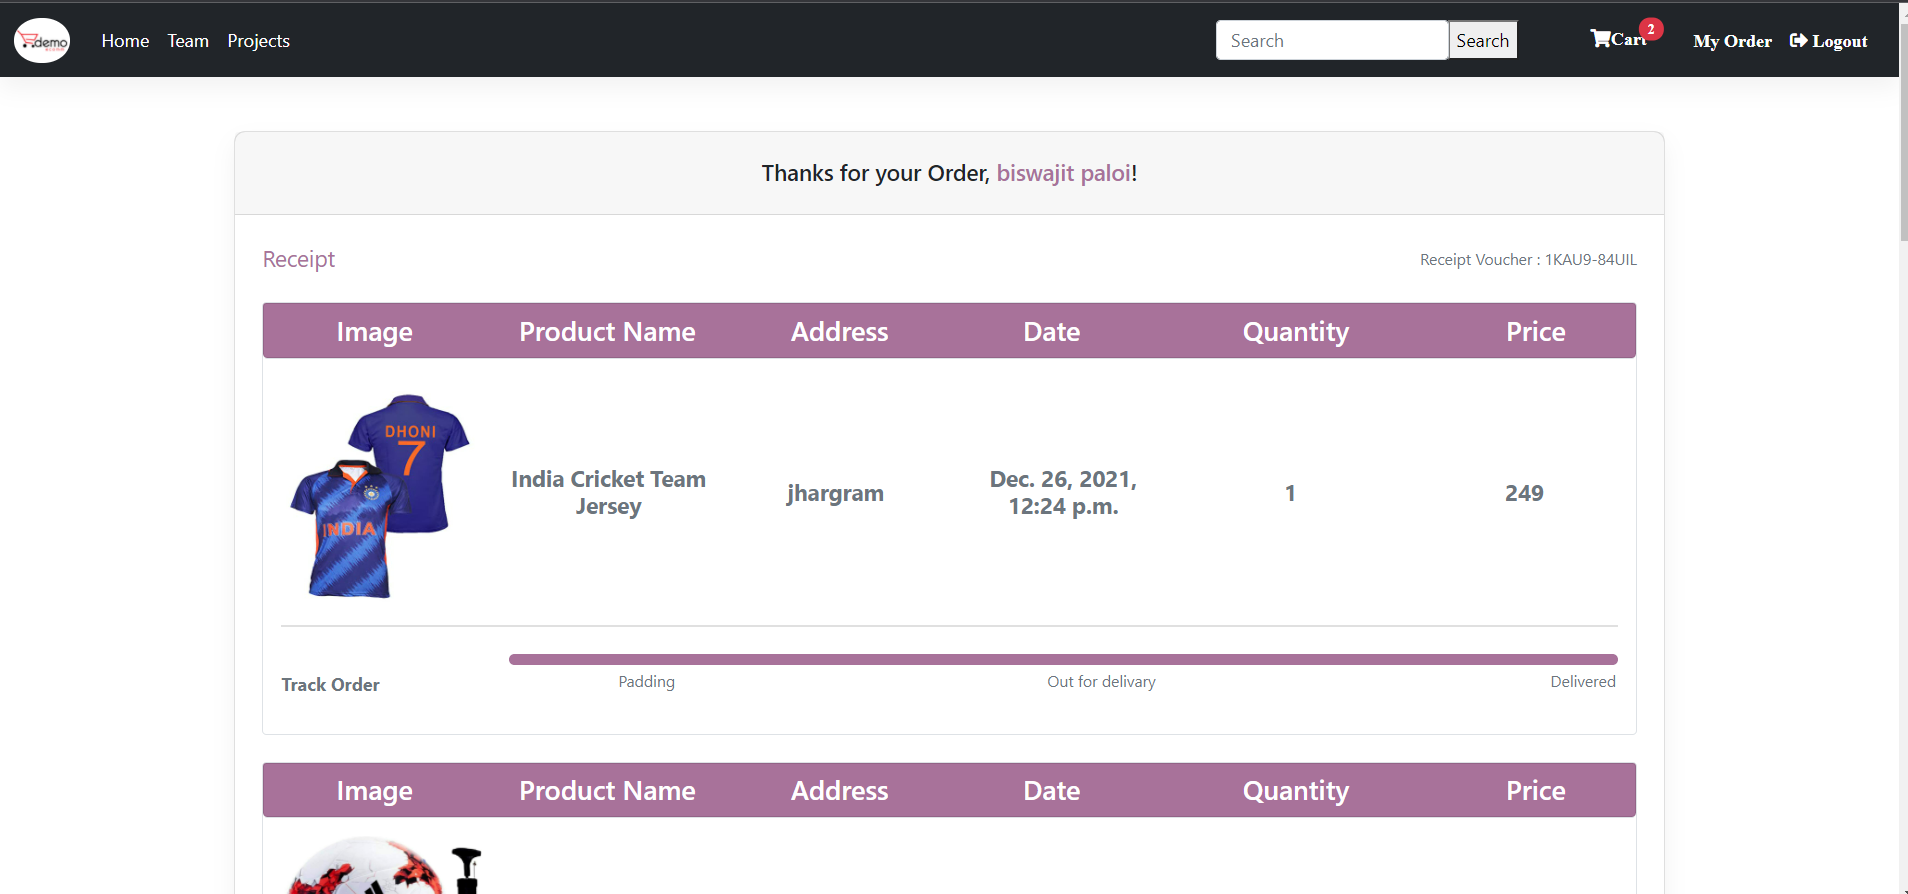 demo
Home Team Projects Search Search Cart 2 My Order Logout
Thanks for your Order, biswajit paloi!
Receipt Receipt Voucher : 1KAU9-84UIL
Image Product Name Address Date Quantity Price
DHONI
7
INDIA
India Cricket Team
Jersey
jhargram
Dec. 26, 2021,
12:24 p.m.
1
249
Track Order
Padding Out for delivary Delivered
Image Product Name Address Date Quantity Price